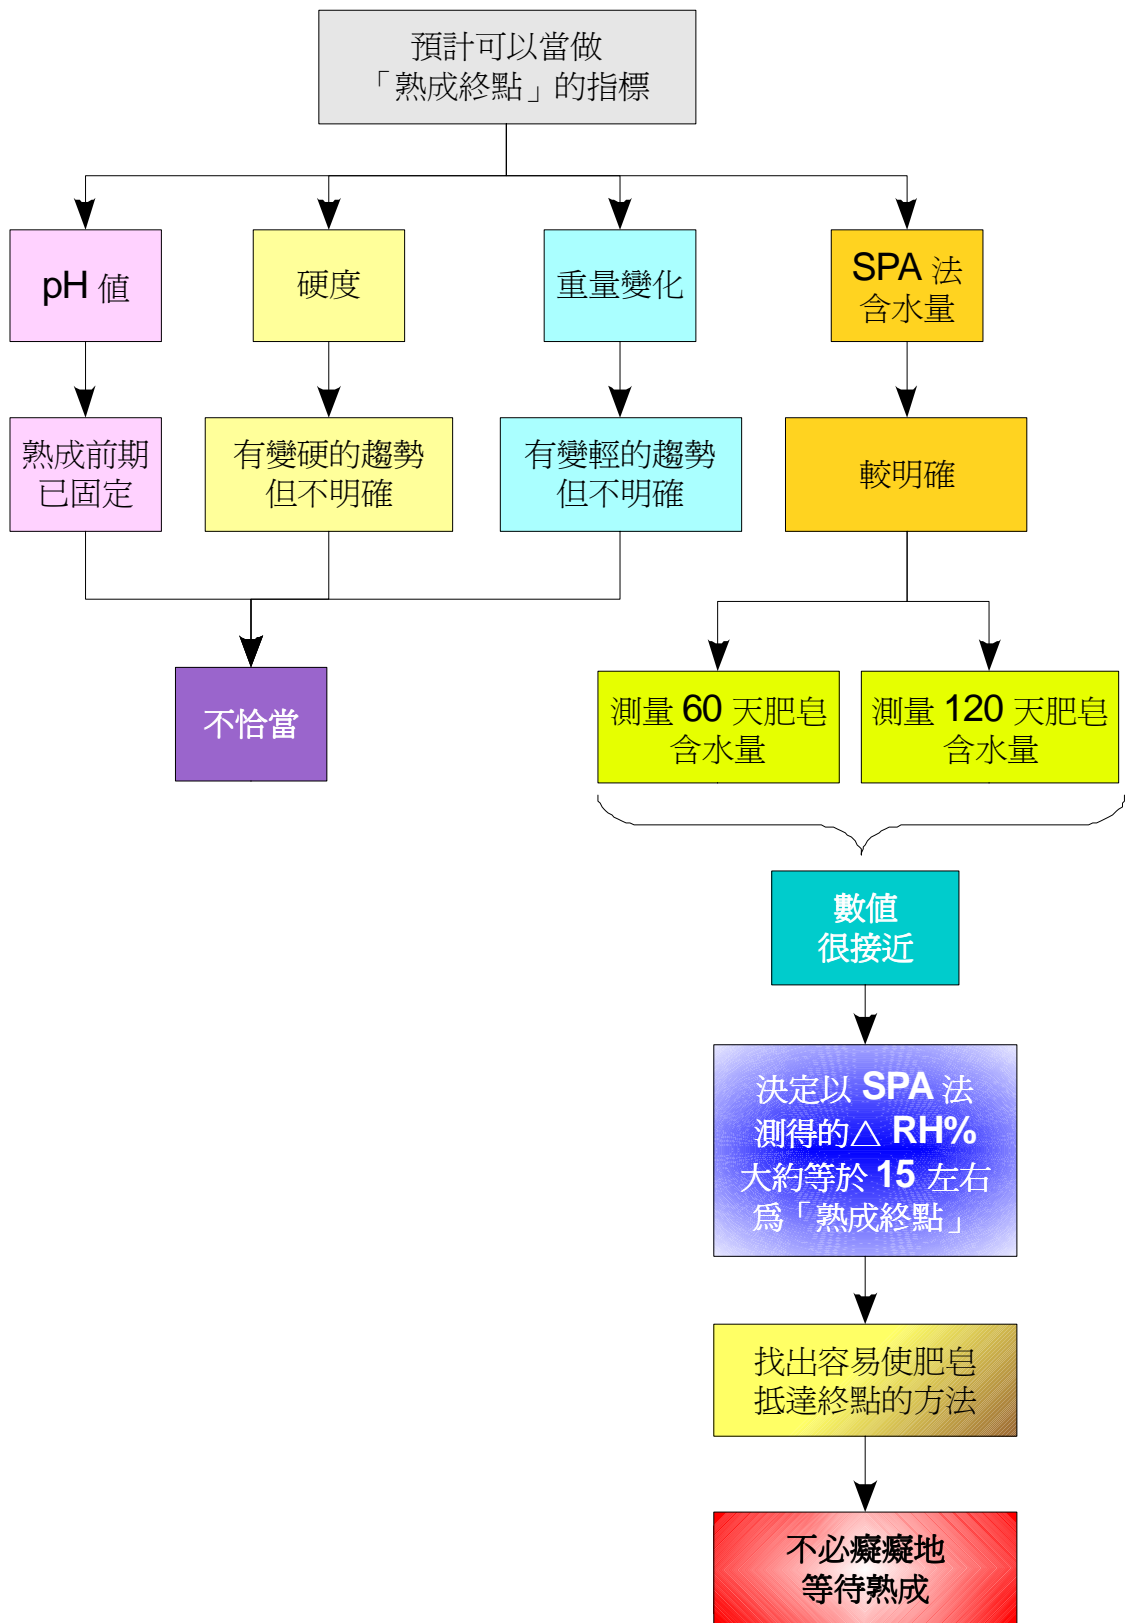 預計可以當做
「熟成終點」的指標
pH 值
硬度
重量變化
SPA 法
含水量
熟成前期
已固定
有變硬的趨勢
但不明確
有變輕的趨勢
但不明確
較明確
不恰當
測量 60 天肥皂
含水量
測量 120 天肥皂
含水量
數值
很接近
決定以 SPA 法
測得的△ RH%
大約等於 15 左右
為「熟成終點」
找出容易使肥皂
抵達終點的方法
不必癡癡地
等待熟成